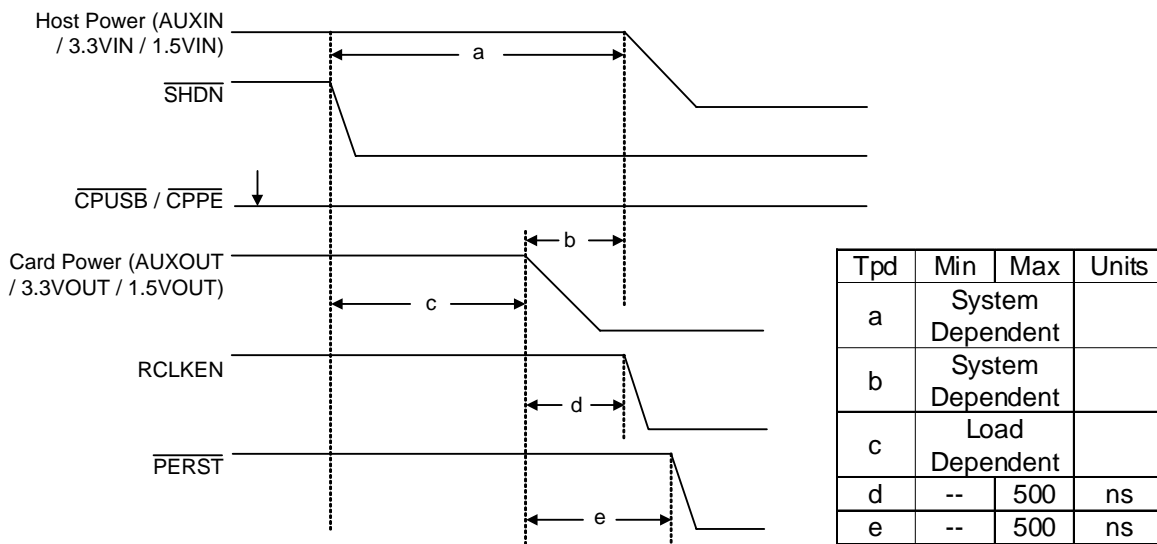 Host Power (AUXIN
/ 3.3VIN / 1.5VIN)
a
SHDN
CPUSB / CPPE
b
Card Power (AUXOUT
/ 3.3VOUT / 1.5VOUT)
c
RCLKEN
d
PERST
e
Tpd Min Max Units
a System Dependent
b System Dependent
c Load Dependent
d -- 500 ns
e -- 500 ns